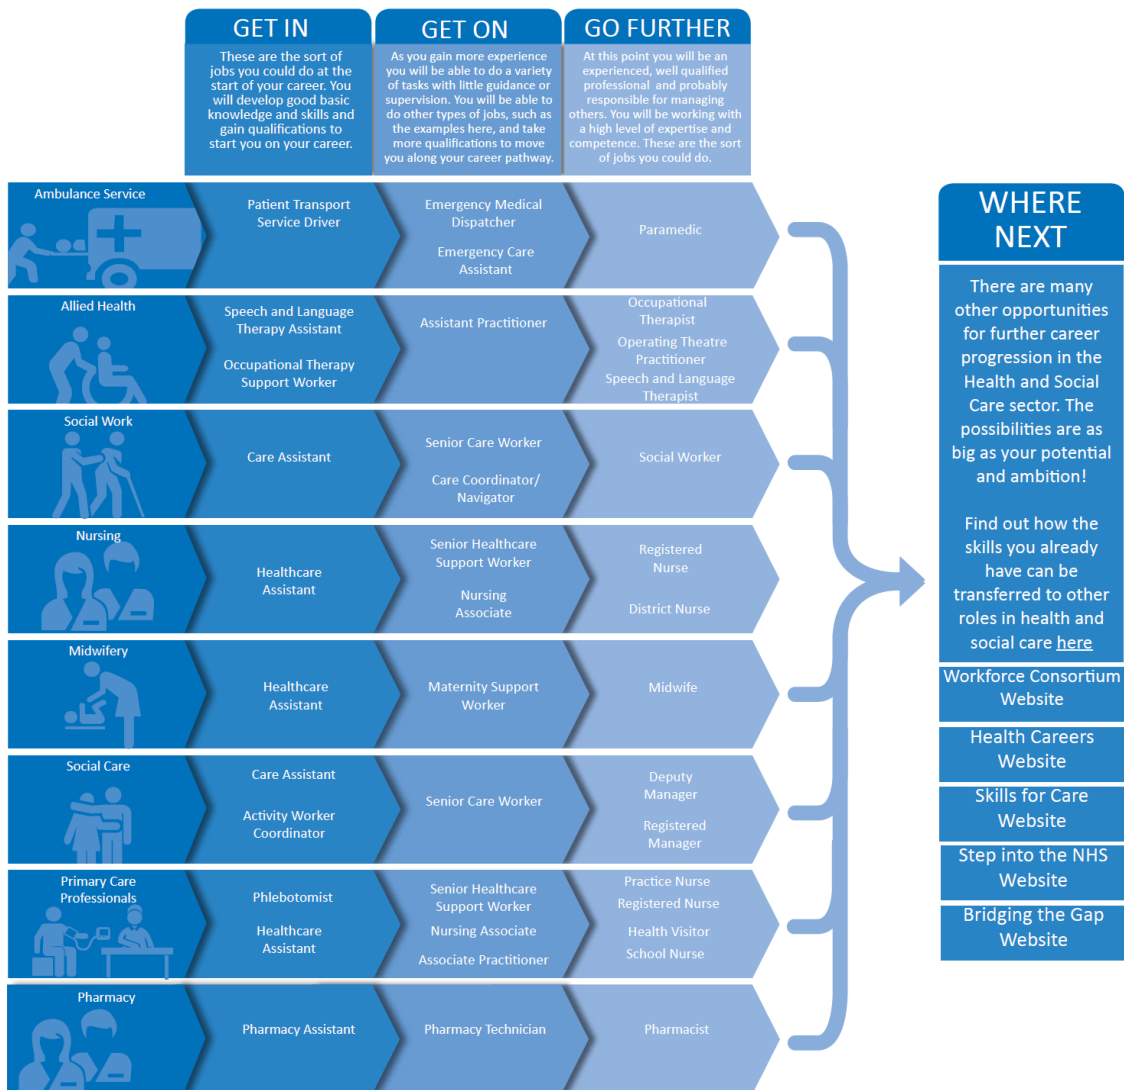 GET IN
These are the sort of
jobs you could do at the
start of your career. You
will develop good basic
knowledge and skills and
gain qualifications to
start you on your career.
GET ON
As you gain more experience
you will be able to do a variety
of tasks with little guidance or
supervision. You will be able to
do other types of jobs, such as
the examples here, and take
more qualifications to move
you along your career pathway.
GO FURTHER
At this point you will be an
experienced, well qualified
professional and probably
responsible for managing
others. You will be working with
a high level of expertise and
competence. These are the sort
of jobs you could do.
Ambulance Service
Patient Transport
Service Driver
Emergency Medical
Dispatcher
Emergency Care
Assistant
Paramedic
Allied Health
Speech and Language
Therapy Assistant
Occupational Therapy
Support Worker
Assistant Practitioner
Occupational
Therapist
Operating Theatre
Practitioner
Speech and Language
Therapist
Social Work
Care Assistant
Senior Care Worker
Care Coordinator/
Navigator
Social Worker
Nursing
Healthcare
Assistant
Senior Healthcare
Support Worker
Nursing
Associate
Registered
Nurse
District Nurse
Midwifery
Healthcare
Assistant
Maternity Support
Worker
Midwife
Social Care
Care Assistant
Activity Worker
Coordinator
Senior Care Worker
Deputy
Manager
Registered
Manager
Primary Care
Professionals
Phlebotomist
Healthcare
Assistant
Senior Healthcare
Support Worker
Nursing Associate
Associate Practitioner
Practice Nurse
Registered Nurse
Health Visitor
School Nurse
Pharmacy
Pharmacy Assistant
Pharmacy Technician
Pharmacist
WHERE
NEXT
There are many
other opportunities
for further career
progression in the
Health and Social
Care sector. The
possibilities are as
big as your potential
and ambition!
Find out how the
skills you already
have can be
transferred to other
roles in health and
social care here
Workforce Consortium
Website
Health Careers
Website
Skills for Care
Website
Step into the NHS
Website
Bridging the Gap
Website